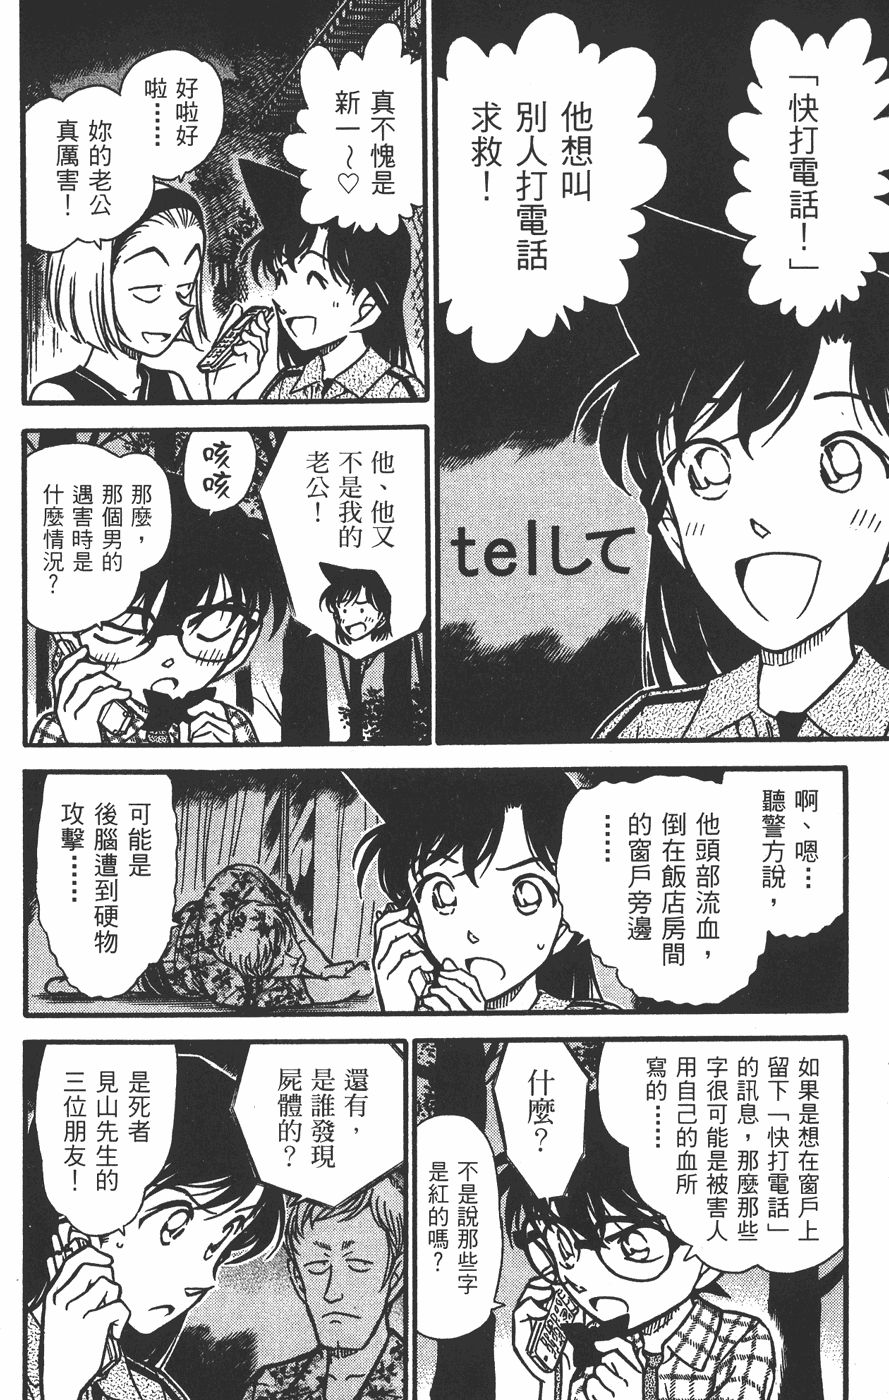 「快打電話！」
他想叫
別人打電話
求救！
tellして
真不愧是
新一～♡
好啦好
啦……
妳的老公
真厲害！
他、他又
不是我的
老公！
咳咳
那麼，
那個男的
遇害時是
什麼情況？
啊、嗯…
聽警方說，
他頭部流血，
倒在飯店房間
的窗戶旁邊
……
可能是
後腦遭到硬物
攻擊……
如果是想在窗戶上
留下「快打電話」
的訊息，那麼那些
字很可能是被害人
用自己的血所
寫的……
什麼？
不是說那些字
是紅的嗎？
還有，
是誰發現
屍體的？
是死者
見山先生的
三位朋友！